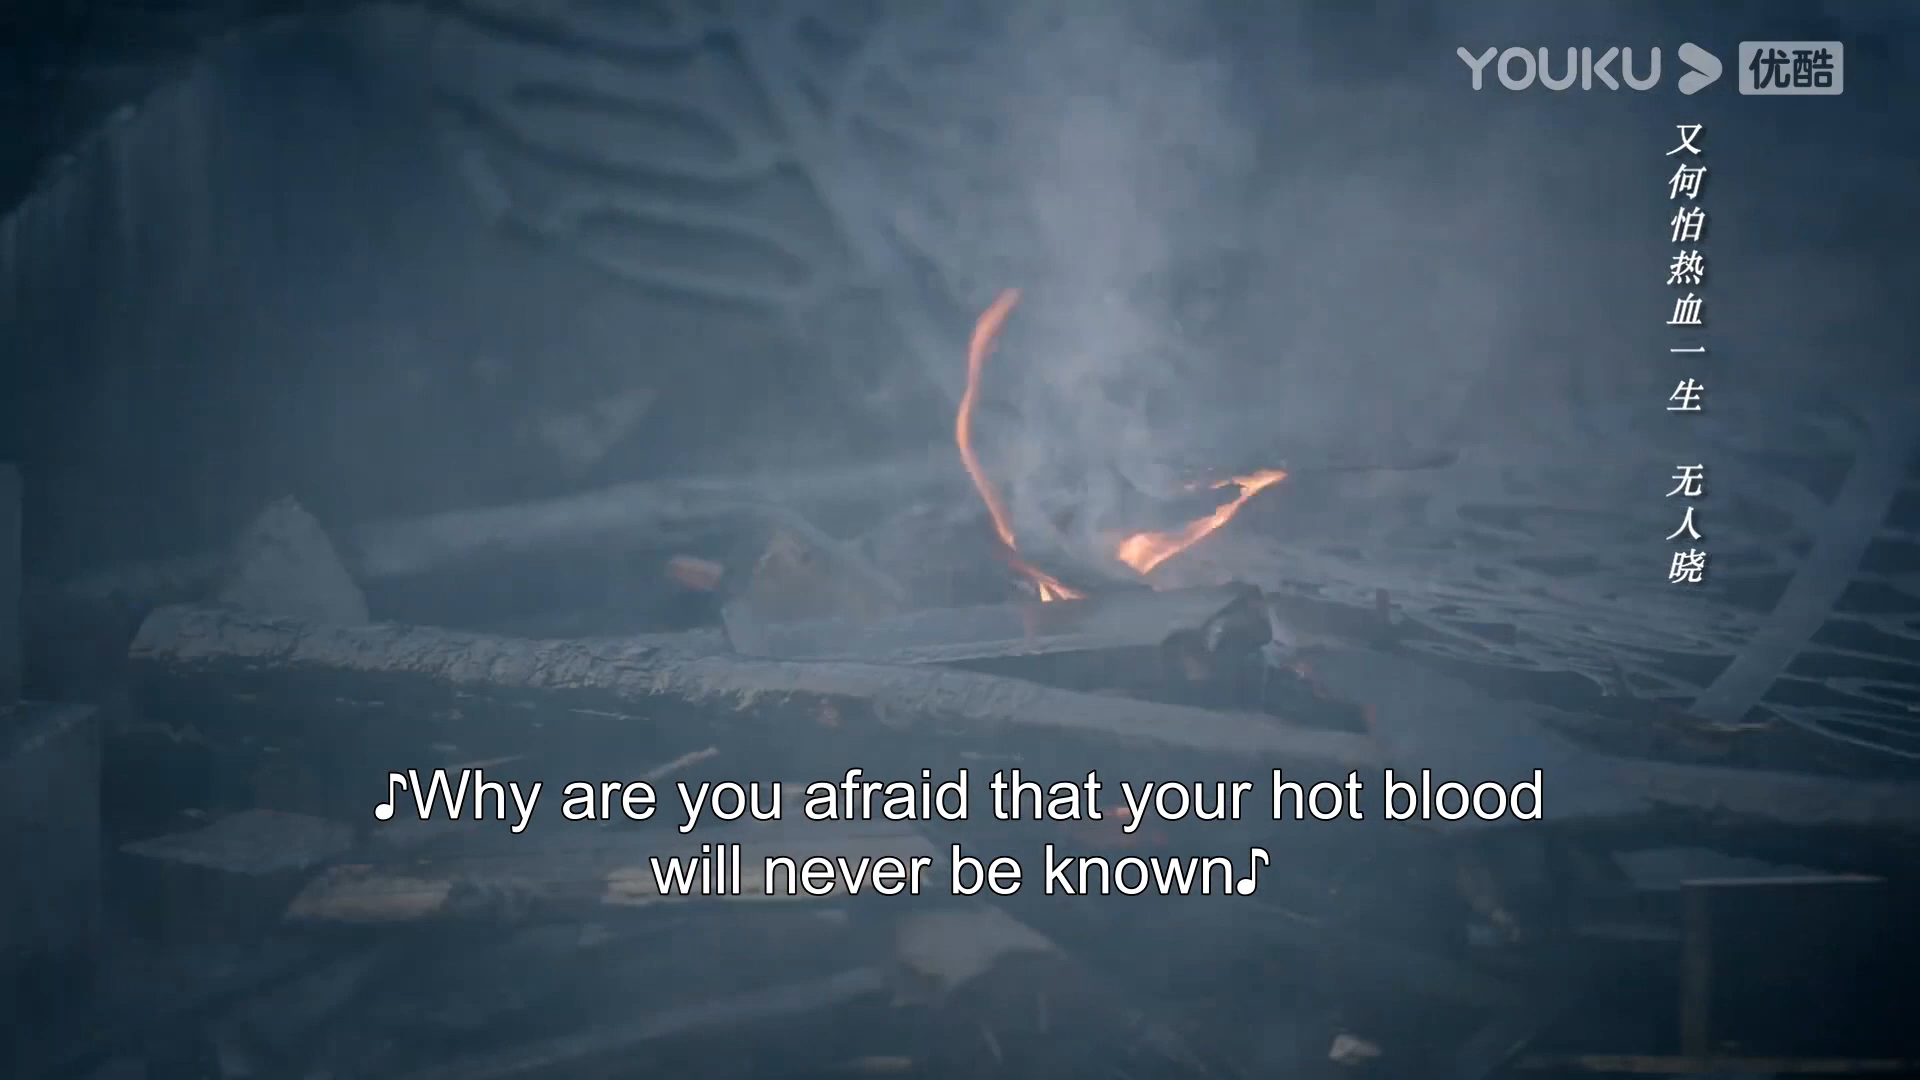 YOUKU 优酷
又何怕热血一生 无人晓
♪Why are you afraid that your hot blood
will never be known♪